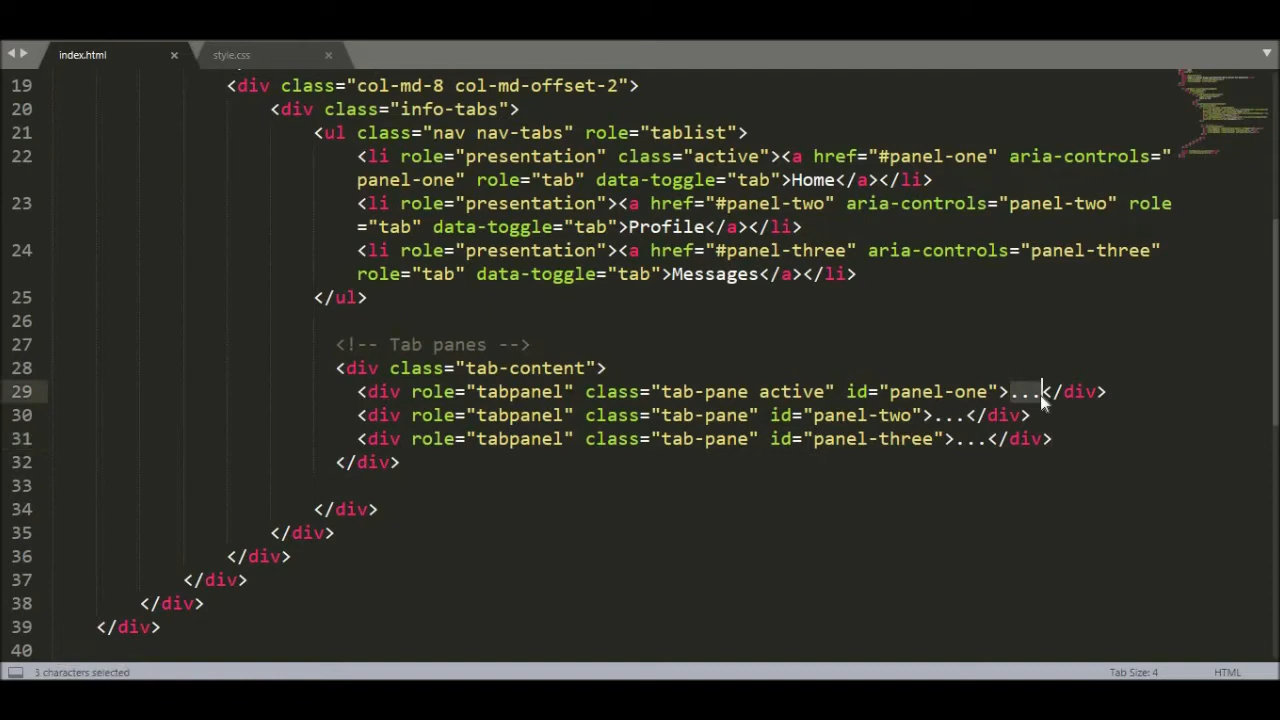 index.html × style.css ×
19 <div class="col-md-8 col-md-offset-2">
20 <div class="info-tabs">
21 <ul class="nav nav-tabs" role="tablist">
22 <li role="presentation" class="active"><a href="#panel-one" aria-controls="
panel-one" role="tab" data-toggle="tab">Home</a></li>
23 <li role="presentation"><a href="#panel-two" aria-controls="panel-two" role
="tab" data-toggle="tab">Profile</a></li>
24 <li role="presentation"><a href="#panel-three" aria-controls="panel-three"
role="tab" data-toggle="tab">Messages</a></li>
25 </ul>
26
27 <!-- Tab panes -->
28 <div class="tab-content">
29 <div role="tabpanel" class="tab-pane active" id="panel-one">...</div>
30 <div role="tabpanel" class="tab-pane" id="panel-two">...</div>
31 <div role="tabpanel" class="tab-pane" id="panel-three">...</div>
32 </div>
33
34 </div>
35 </div>
36 </div>
37 </div>
38 </div>
39 </div>
40
3 characters selected Tab Size: 4 HTML